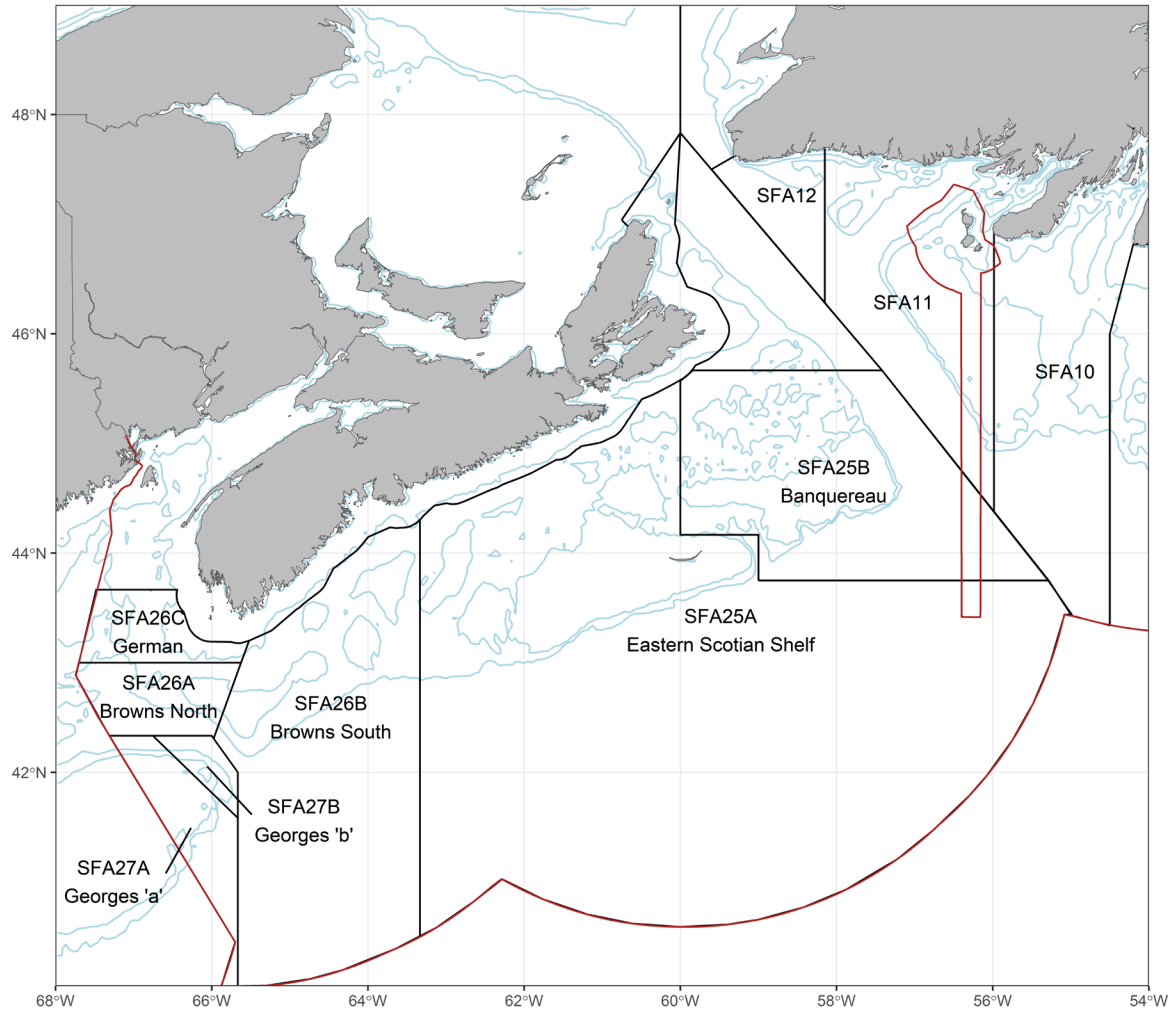 48°N
46°N
44°N
42°N
SFA12
SFA11
SFA10
SFA25B
Banquereau
SFA25A
Eastern Scotian Shelf
SFA26C
German
SFA26A
Browns North
SFA26B
Browns South
SFA27B
Georges 'b'
SFA27A
Georges 'a'
68°W
66°W
64°W
62°W
60°W
58°W
56°W
54°W